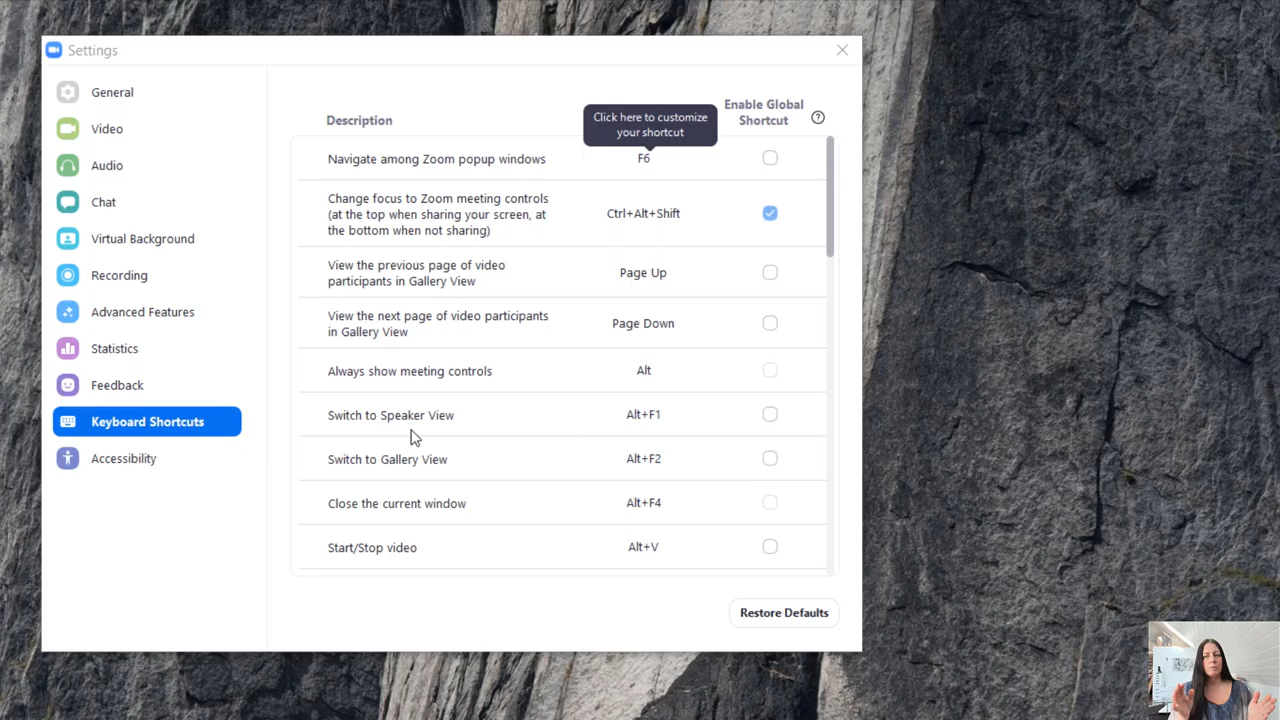 Settings
General
Video
Audio
Chat
Virtual Background
Recording
Advanced Features
Statistics
Feedback
Keyboard Shortcuts
Accessibility
Description
Click here to customize
your shortcut
Enable Global
Shortcut
?
Navigate among Zoom popup windows
F6
Change focus to Zoom meeting controls
(at the top when sharing your screen, at
the bottom when not sharing)
Ctrl+Alt+Shift
View the previous page of video
participants in Gallery View
Page Up
View the next page of video participants
in Gallery View
Page Down
Always show meeting controls
Alt
Switch to Speaker View
Alt+F1
Switch to Gallery View
Alt+F2
Close the current window
Alt+F4
Start/Stop video
Alt+V
Restore Defaults